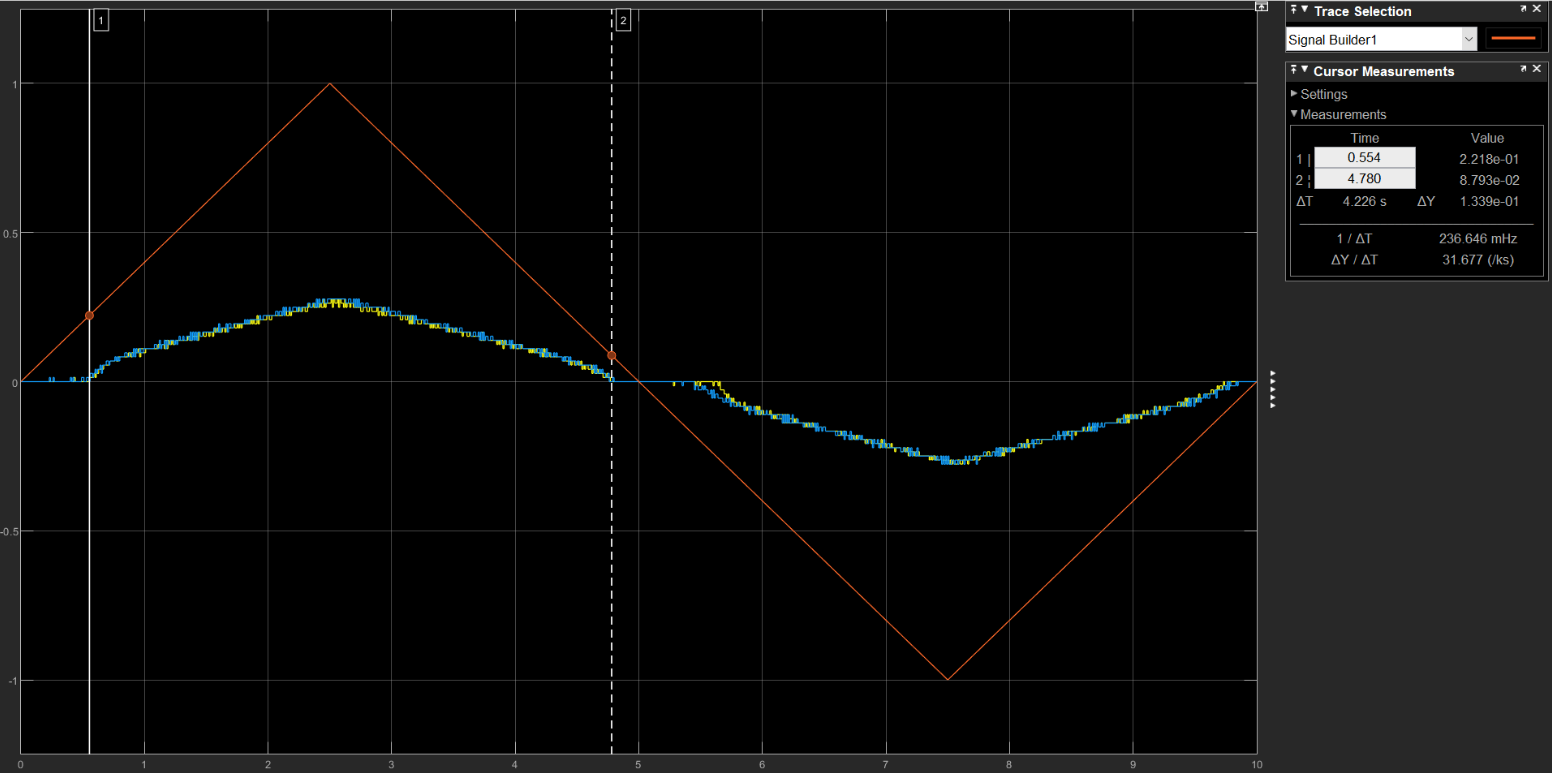 1
2
1
0.5
0
-0.5
-1
0 1 2 3 4 5 6 7 8 9 10
Trace Selection
Signal Builder1
Cursor Measurements
Settings
Measurements
Time Value
1 | 0.554 2.218e-01
2 ¦ 4.780 8.793e-02
ΔT 4.226 s ΔY 1.339e-01
1 / ΔT 236.646 mHz
ΔY / ΔT 31.677 (/ks)